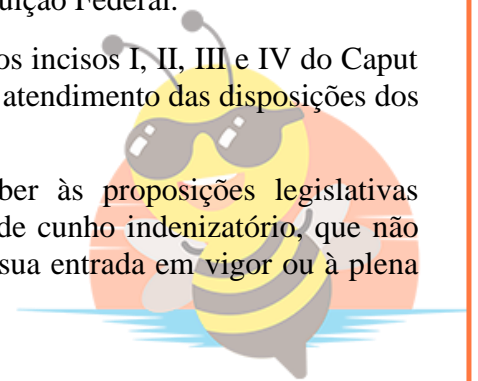 uição Federal.
os incisos I, II, III e IV do Caput
atendimento das disposições dos
ber às proposições legislativas
de cunho indenizatório, que não
sua entrada em vigor ou à plena